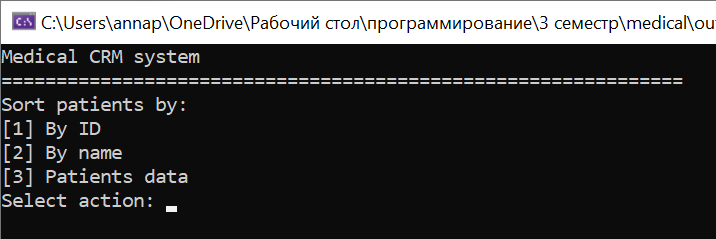 C:\Users\annap\OneDrive\Рабочий стол\программирование\3 семестр\medical\ou
Medical CRM system
==============================================================
Sort patients by:
[1] By ID
[2] By name
[3] Patients data
Select action: